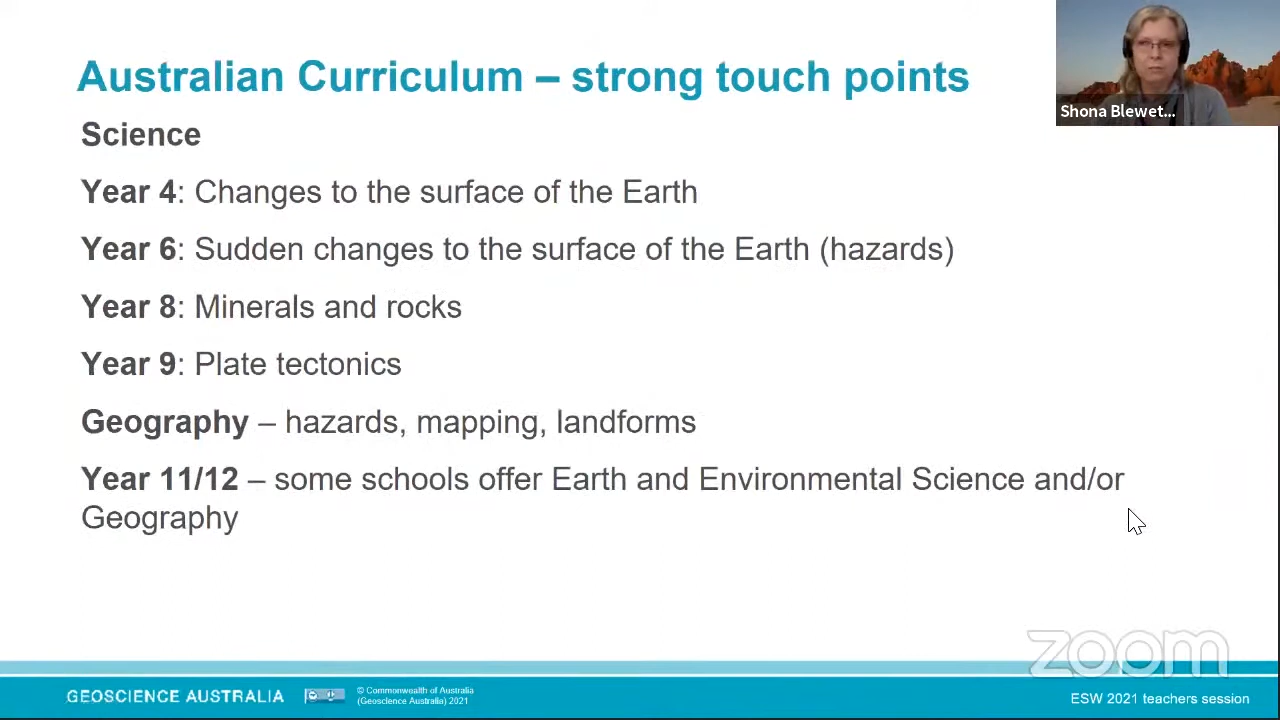 Australian Curriculum – strong touch points
Shona Blewet...
Science
Year 4: Changes to the surface of the Earth
Year 6: Sudden changes to the surface of the Earth (hazards)
Year 8: Minerals and rocks
Year 9: Plate tectonics
Geography – hazards, mapping, landforms
Year 11/12 – some schools offer Earth and Environmental Science and/or
Geography
zoom
GEOSCIENCE AUSTRALIA
© Commonwealth of Australia
(Geoscience Australia) 2021
ESW 2021 teachers session